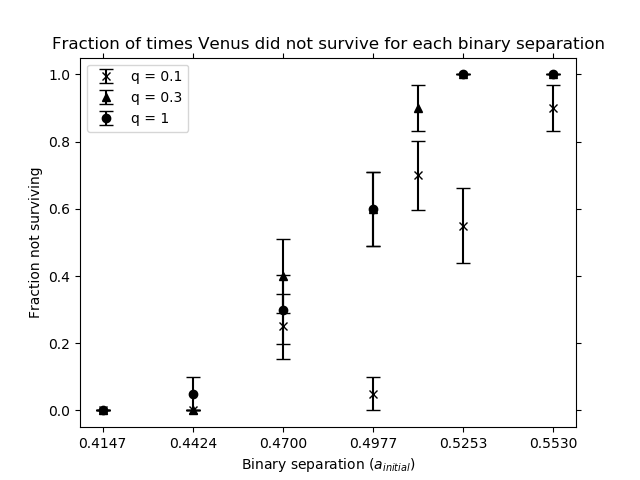 Fraction of times Venus did not survive for each binary separation
q = 0.1
q = 0.3
q = 1
1.0
0.8
0.6
0.4
0.2
0.0
Fraction not surviving
0.4147 0.4424 0.4700 0.4977 0.5253 0.5530
Binary separation (a_initial)